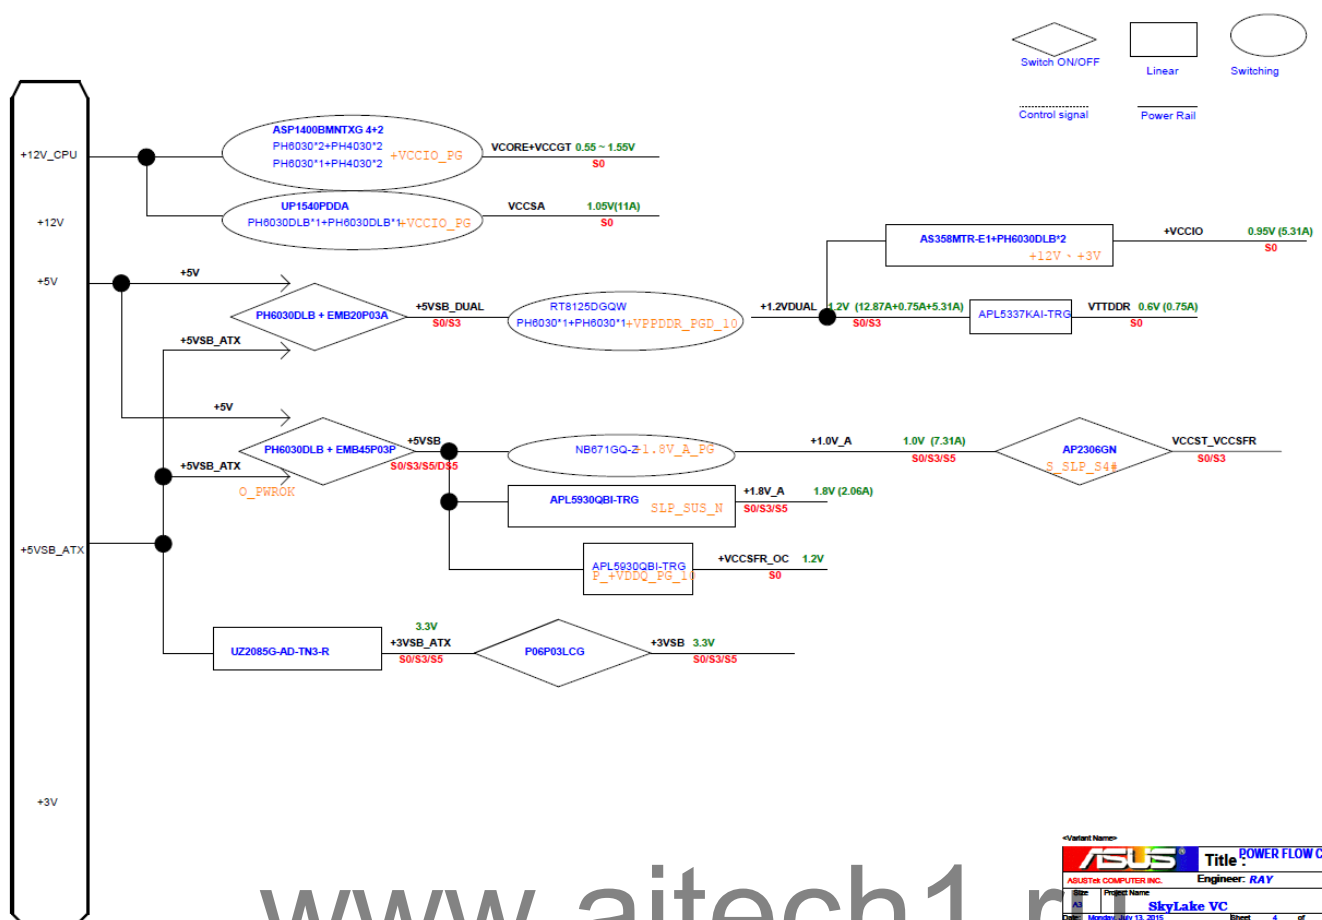 Switch ON/OFF
Linear
Switching
Control signal
Power Rail
+12V_CPU
+12V
+5V
+5VSB_ATX
+3V
ASP1400BMNTXG 4+2
PH6030*2+PH4030*2
PH6030*1+PH4030*2
+VCCIO_PG
VCORE+VCCGT 0.55 ~ 1.55V
S0
UP1540PDDA
PH6030DLB*1+PH6030DLB*1
+VCCIO_PG
VCCSA 1.05V(11A)
S0
AS358MTR-E1+PH6030DLB*2
+12V、+3V
+VCCIO 0.95V (5.31A)
S0
+5V
PH6030DLB + EMB20P03A
+5VSB_ATX
+5VSB_DUAL
S0/S3
RT8125DGQW
PH6030*1+PH6030*1
+VPPDDR_PGD_10
+1.2VDUAL 1.2V (12.87A+0.75A+5.31A)
S0/S3
APL5337KAI-TRG
VTTDDR 0.6V (0.75A)
S0
+5V
PH6030DLB + EMB45P03P
+5VSB_ATX
O_PWROK
+5VSB
S0/S3/S5/DS5
NB671GQ-Z
+1.8V_A_PG
+1.0V_A 1.0V (7.31A)
S0/S3/S5
AP2306GN
S_SLP_S4#
VCCST_VCCSFR
S0/S3
APL5930QBI-TRG
SLP_SUS_N
+1.8V_A 1.8V (2.06A)
S0/S3/S5
APL5930QBI-TRG
P_+VDDQ_PG_10
+VCCSFR_OC 1.2V
S0
UZ2085G-AD-TN3-R
3.3V
+3VSB_ATX
S0/S3/S5
P06P03LCG
+3VSB 3.3V
S0/S3/S5
<Variant Name>
ASUS
Title : POWER FLOW C
ASUSTek COMPUTER INC.
Engineer: RAY
Size Project Name
A3 SkyLake VC
Date: Monday, July 13, 2015 Sheet 4 of
www.aitech1.ru